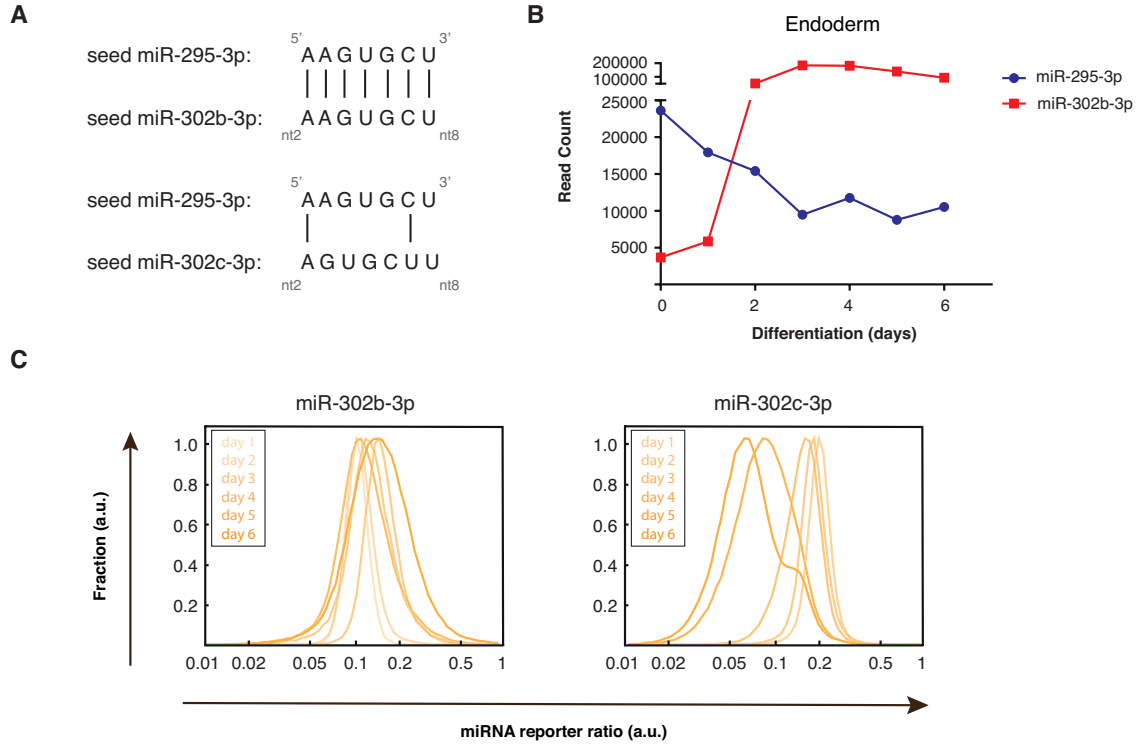 A
5’ 3’
seed miR-295-3p: A A G U G C U
seed miR-302b-3p: A A G U G C U
nt2 nt8
5’ 3’
seed miR-295-3p: A A G U G C U
seed miR-302c-3p: A G U G C U U
nt2 nt8
B
Endoderm
200000
100000
25000
20000
15000
10000
5000
Read Count
0 2 4 6
Differentiation (days)
miR-295-3p
miR-302b-3p
C
miR-302b-3p
1.0
0.8
0.6
0.4
0.2
day 1
day 2
day 3
day 4
day 5
day 6
0.01 0.02 0.05 0.1 0.2 0.5 1
miR-302c-3p
1.0
0.8
0.6
0.4
0.2
day 1
day 2
day 3
day 4
day 5
day 6
0.01 0.02 0.05 0.1 0.2 0.5 1
Fraction (a.u.)
miRNA reporter ratio (a.u.)